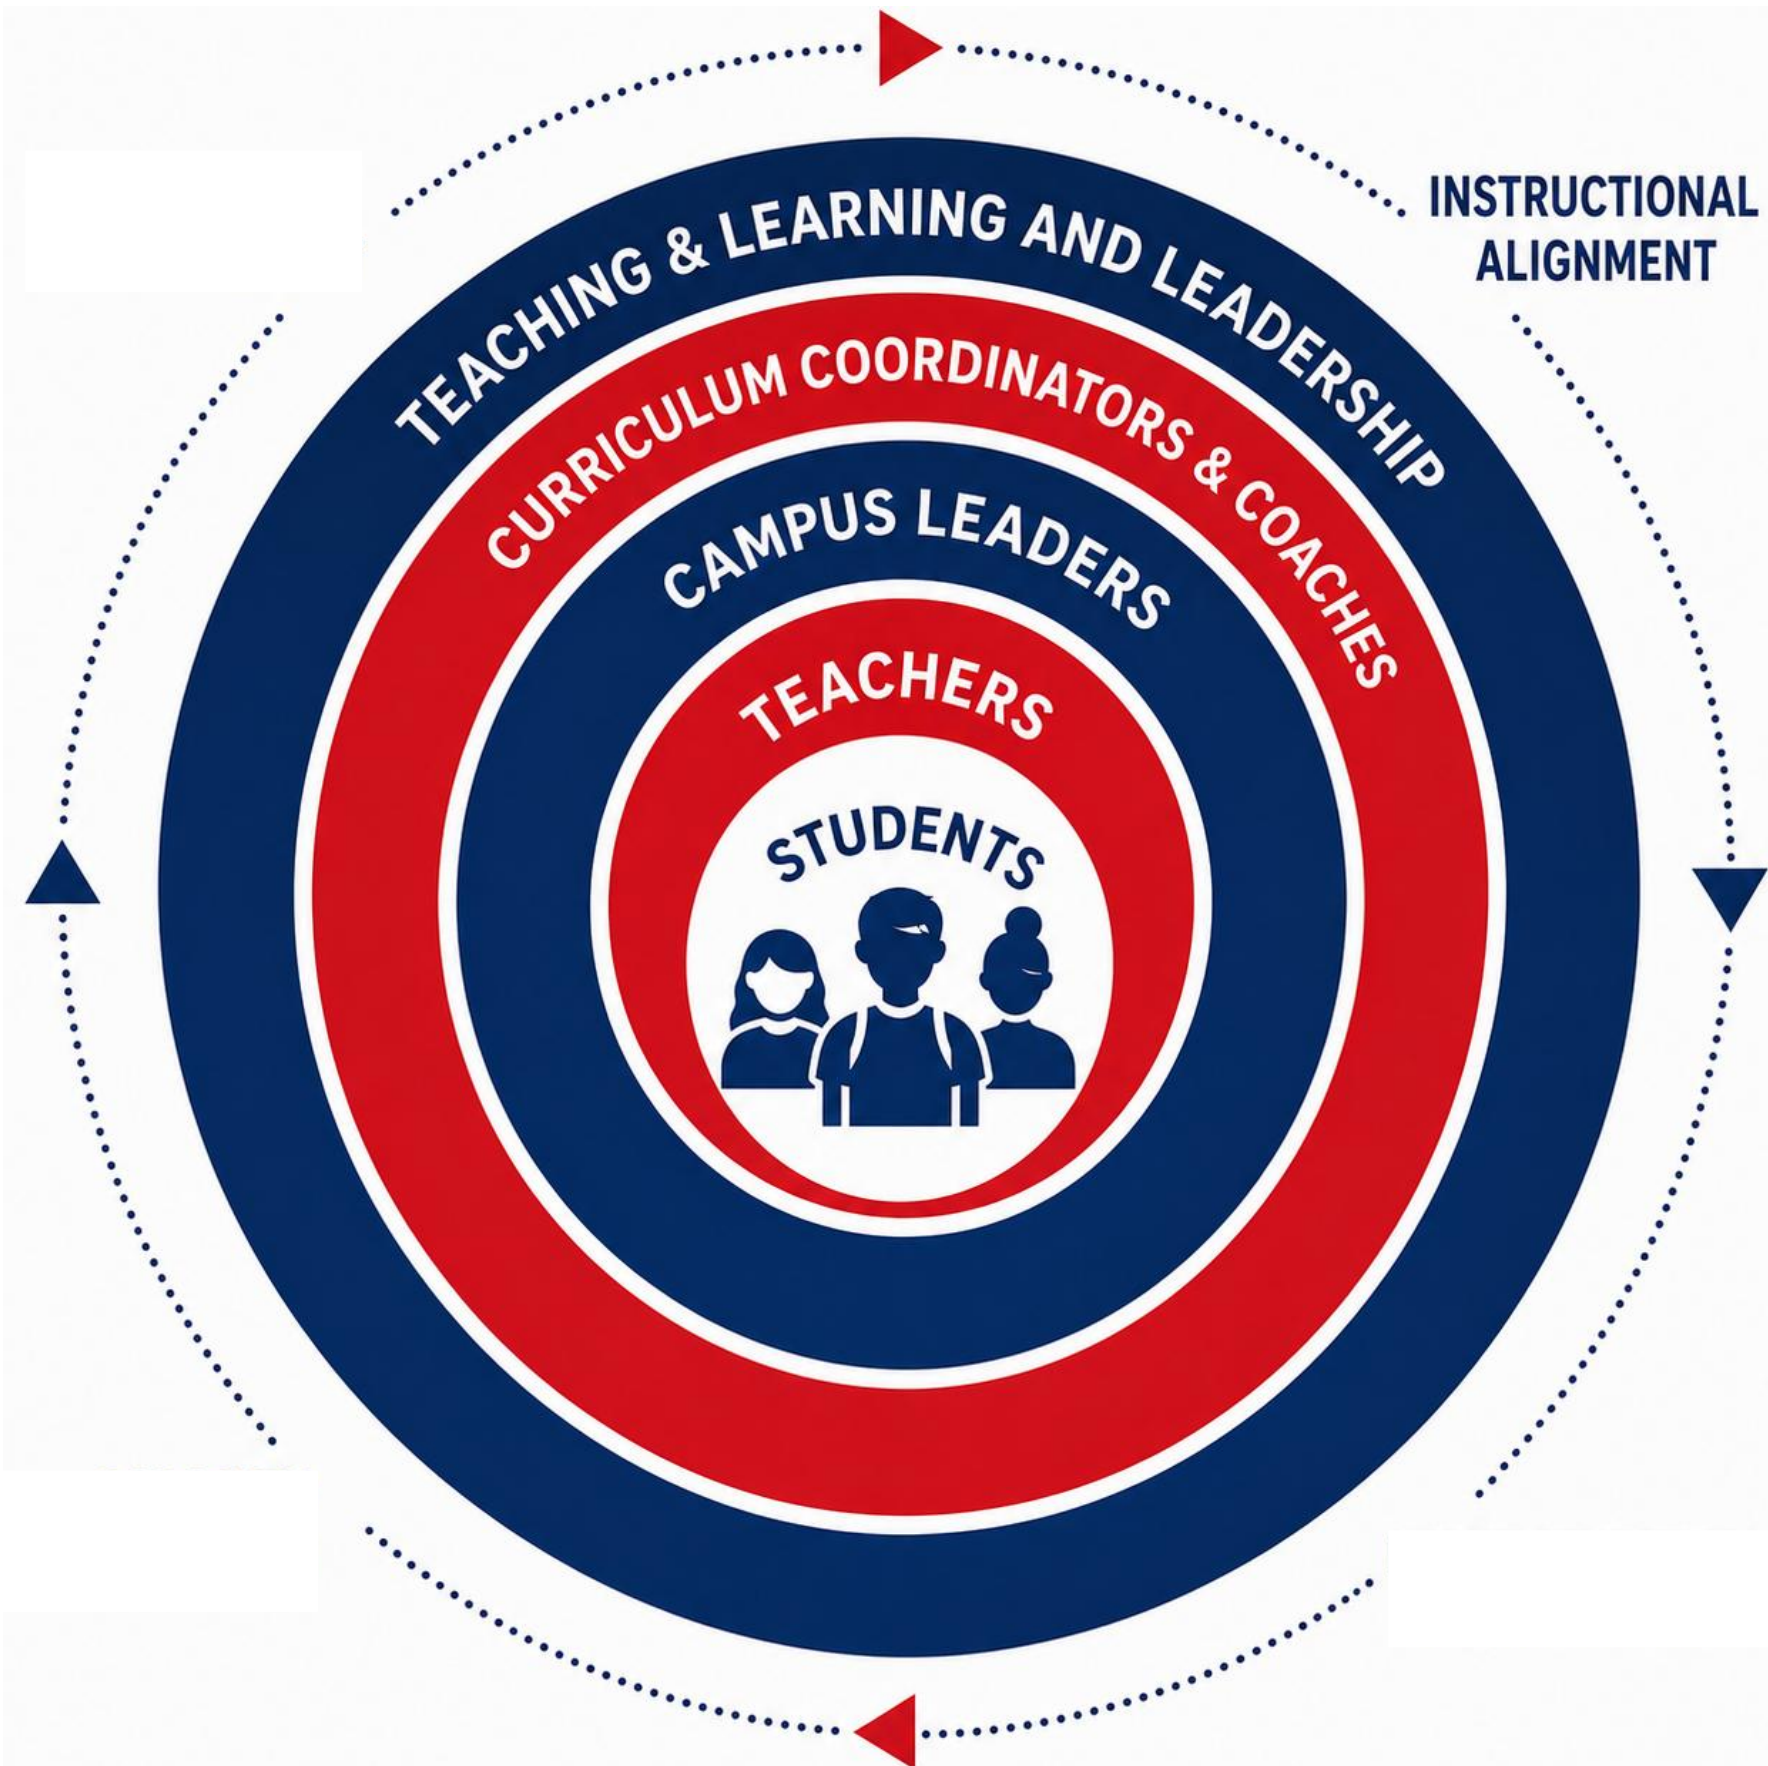 INSTRUCTIONAL
ALIGNMENT
TEACHING & LEARNING AND LEADERSHIP
CURRICULUM COORDINATORS & COACHES
CAMPUS LEADERS
TEACHERS
STUDENTS